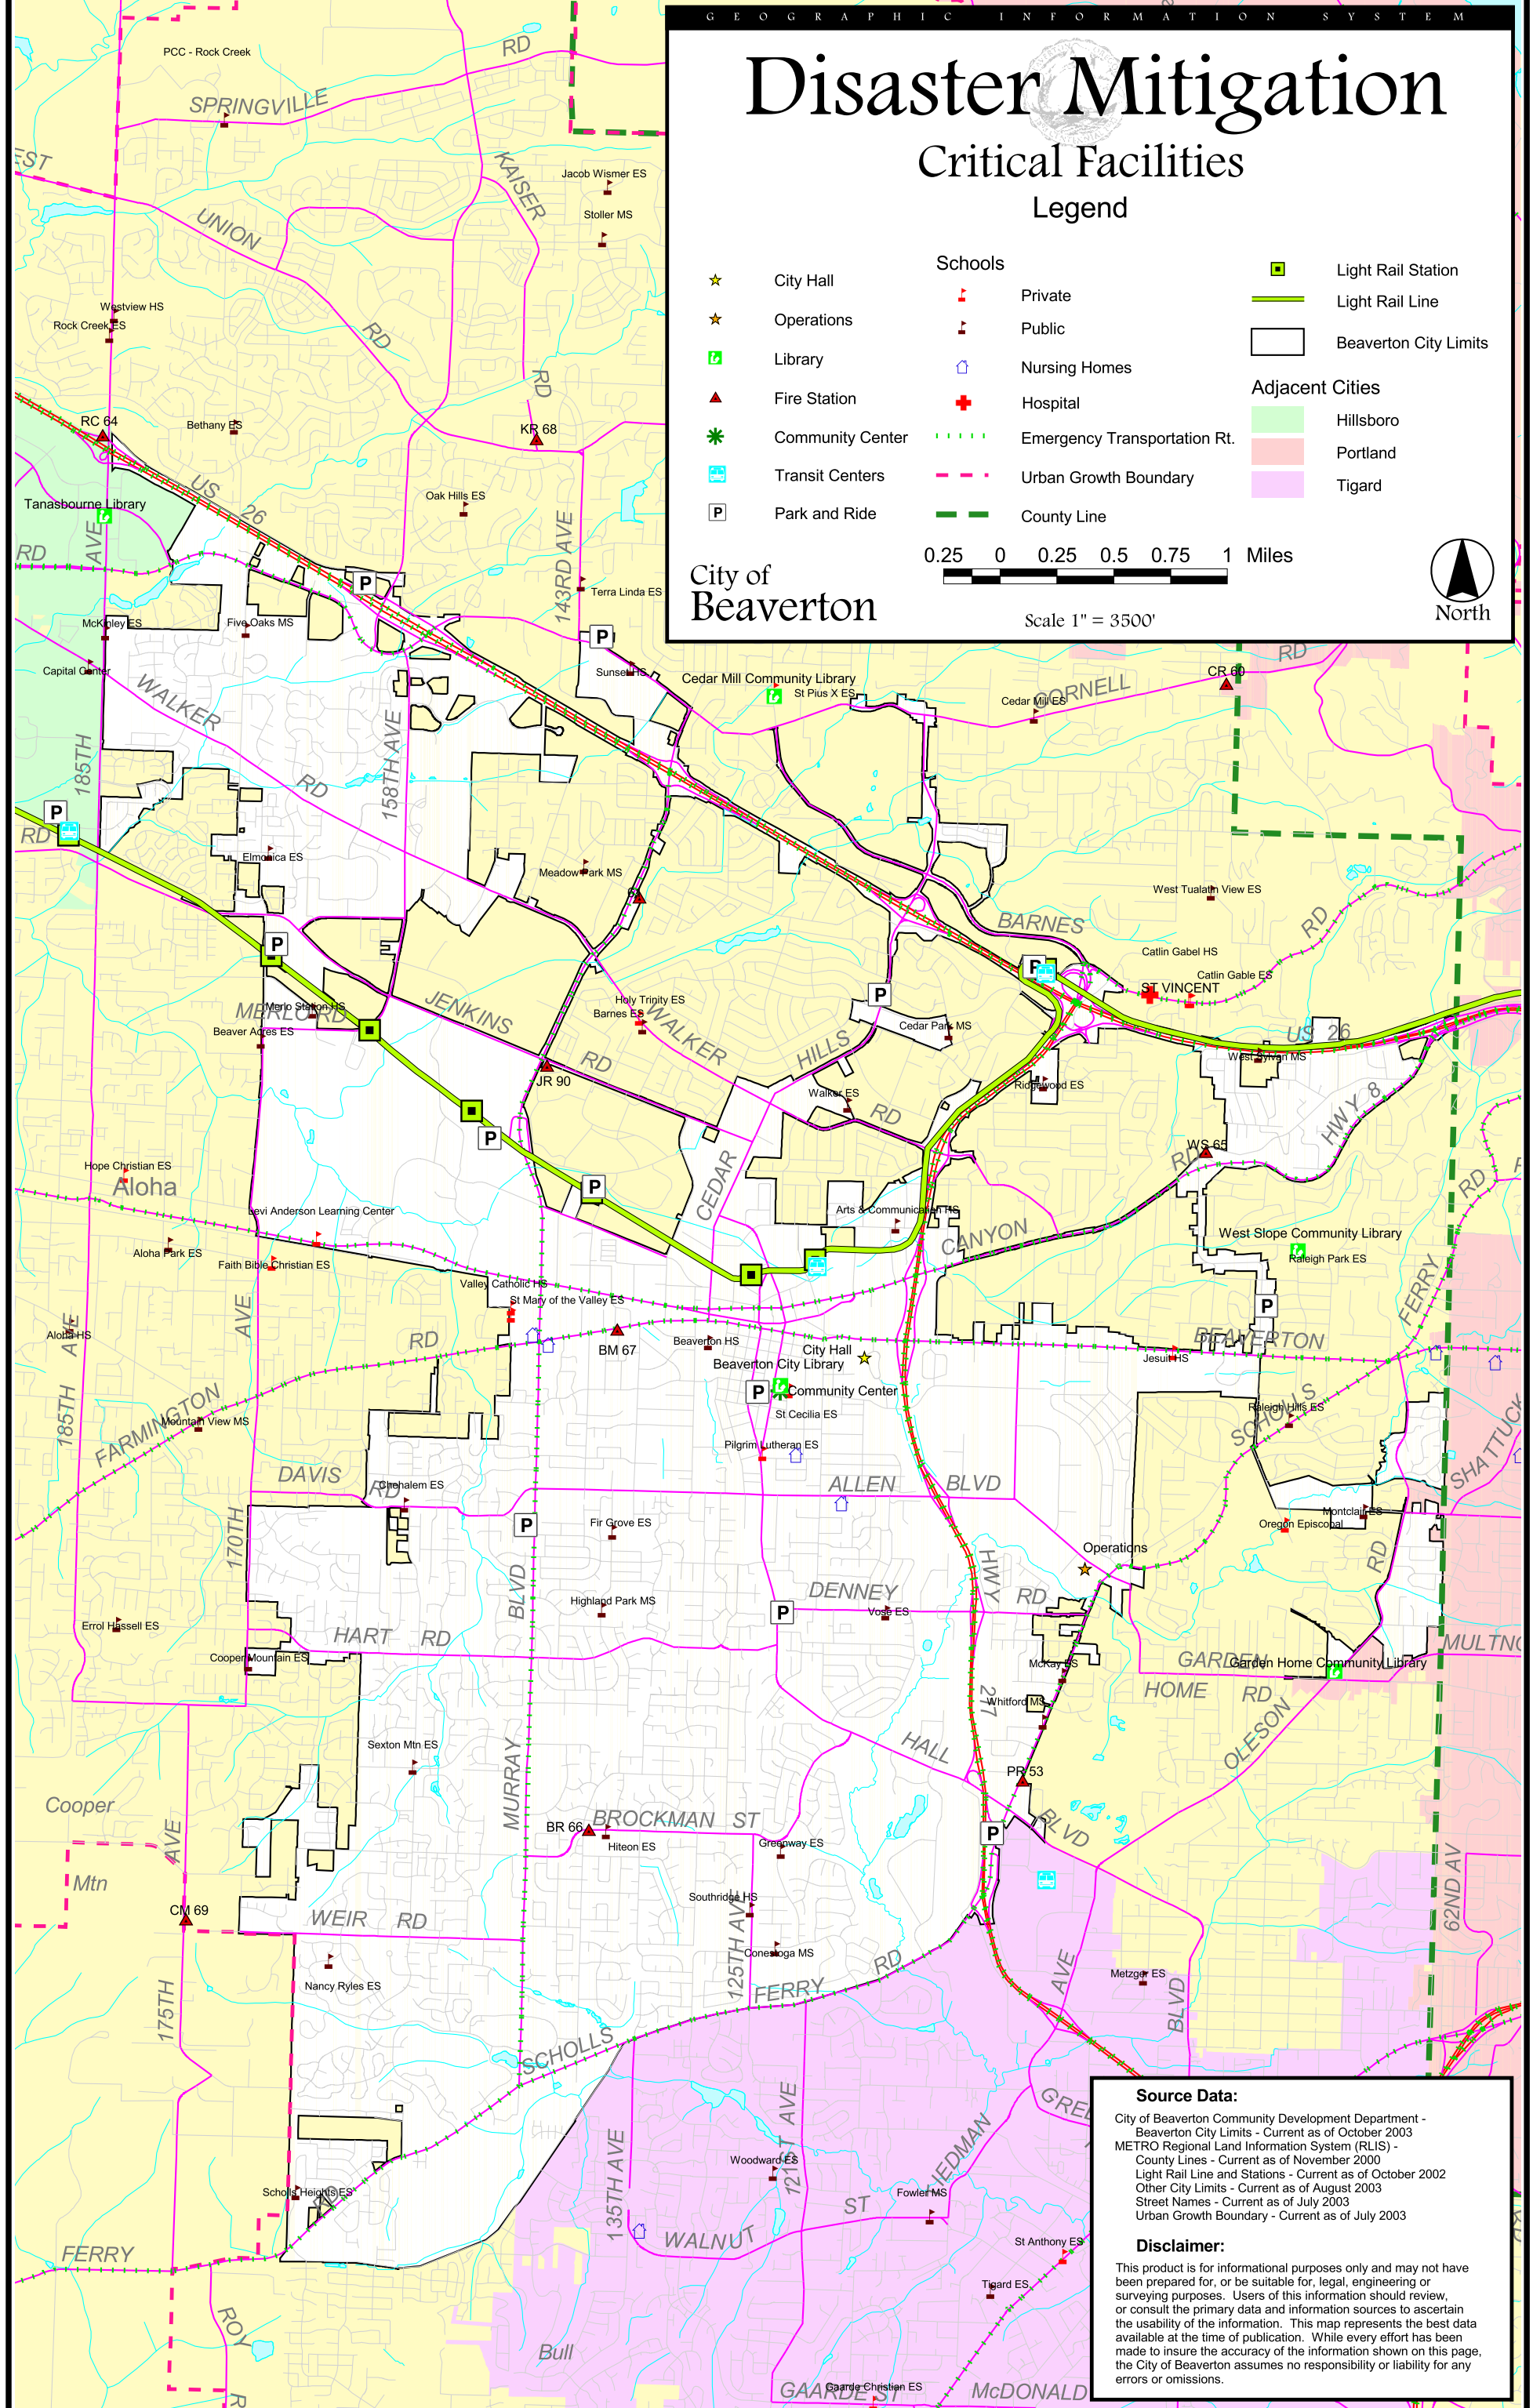 GEOGRAPHIC INFORMATION SYSTEM
Disaster Mitigation
Critical Facilities
Legend
City Hall
Operations
Library
Fire Station
Community Center
Transit Centers
P
Park and Ride
Schools
Private
Public
Nursing Homes
Hospital
Emergency Transportation Rt.
Urban Growth Boundary
County Line
Light Rail Station
Light Rail Line
Beaverton City Limits
Adjacent Cities
Hillsboro
Portland
Tigard
0.25 0 0.25 0.5 0.75 1 Miles
City of
Beaverton
Scale 1" = 3500'
North
PCC - Rock Creek
RD
SPRINGVILLE
EST
KAISER
Jacob Wismer ES
Stoller MS
UNION
Westview HS
Rock Creek ES
RD
RD
RC 64
Bethany ES
KR 68
US 26
Oak Hills ES
Tanasbourne Library
AVE
RD
143RD AVE
P
Terra Linda ES
McKinley ES
Five Oaks MS
P
Capital Center
Sunset HS
Cedar Mill Community Library
St Pius X ES
Cedar Mill ES
CORNELL
RD
CR 60
WALKER
RD
185TH
158TH AVE
P
RD
Elmonica ES
Meadow Park MS
West Tualatin View ES
BARNES
RD
P
Catlin Gabel HS
Catlin Gable ES
ST VINCENT
P
P
MERLO RD
Merlo Station HS
Beaver Acres ES
JENKINS
RD
Holy Trinity ES
Barnes ES
WALKER
RD
Cedar Park MS
HILLS
US 26
West Sylvan MS
JR 90
Walker ES
Ridgewood ES
HWY 8
P
CEDAR
WS 65
RD
RD
Hope Christian ES
Aloha
P
Levi Anderson Learning Center
Arts & Communication HS
CANYON
West Slope Community Library
Raleigh Park ES
Aloha Park ES
Faith Bible Christian ES
Valley Catholic HS
St Mary of the Valley ES
FERRY
P
Aloha HS
AVE
AVE
RD
BM 67
Beaverton HS
City Hall
BEAVERTON
Jesuit HS
Beaverton City Library
P
Community Center
St Cecilia ES
185TH
FARMINGTON
Mountain View MS
Raleigh Hills ES
SCHOLLS
SHATTUCK
Pilgrim Lutheran ES
DAVIS
RD
Chehalem ES
ALLEN
BLVD
P
Fir Grove ES
Montclair ES
Oregon Episcopal
170TH
Operations
RD
HWY
BLVD
Highland Park MS
P
DENNEY
RD
Vose ES
Errol Hassell ES
HART RD
Cooper Mountain ES
McKay ES
GARDEN
Garden Home Community Library
HOME RD
217
Whitford MS
OLESON
HALL
Sexton Mtn ES
PR 53
MURRAY
Cooper
Mtn
AVE
BR 66
BROCKMAN ST
Hiteon ES
Greenway ES
BLVD
P
62ND AV
CM 69
WEIR RD
Southridge HS
125TH AVE
Conestoga MS
Nancy Ryles ES
FERRY
RD
AVE
Metzger ES
BLVD
175TH
SCHOLLS
135TH AVE
121ST AVE
Woodward ES
Fowler MS
Scholls Heights ES
ST
WALNUT
FERRY
St Anthony ES
Tigard ES
ROY
Bull
GAARDE ST
Gaarde Christian ES
McDONALD
Source Data:
City of Beaverton Community Development Department -
Beaverton City Limits - Current as of October 2003
METRO Regional Land Information System (RLIS) -
County Lines - Current as of November 2000
Light Rail Line and Stations - Current as of October 2002
Other City Limits - Current as of August 2003
Street Names - Current as of July 2003
Urban Growth Boundary - Current as of July 2003
Disclaimer:
This product is for informational purposes only and may not have
been prepared for, or be suitable for, legal, engineering or
surveying purposes. Users of this information should review,
or consult the primary data and information sources to ascertain
the usability of the information. This map represents the best data
available at the time of publication. While every effort has been
made to insure the accuracy of the information shown on this page,
the City of Beaverton assumes no responsibility or liability for any
errors or omissions.